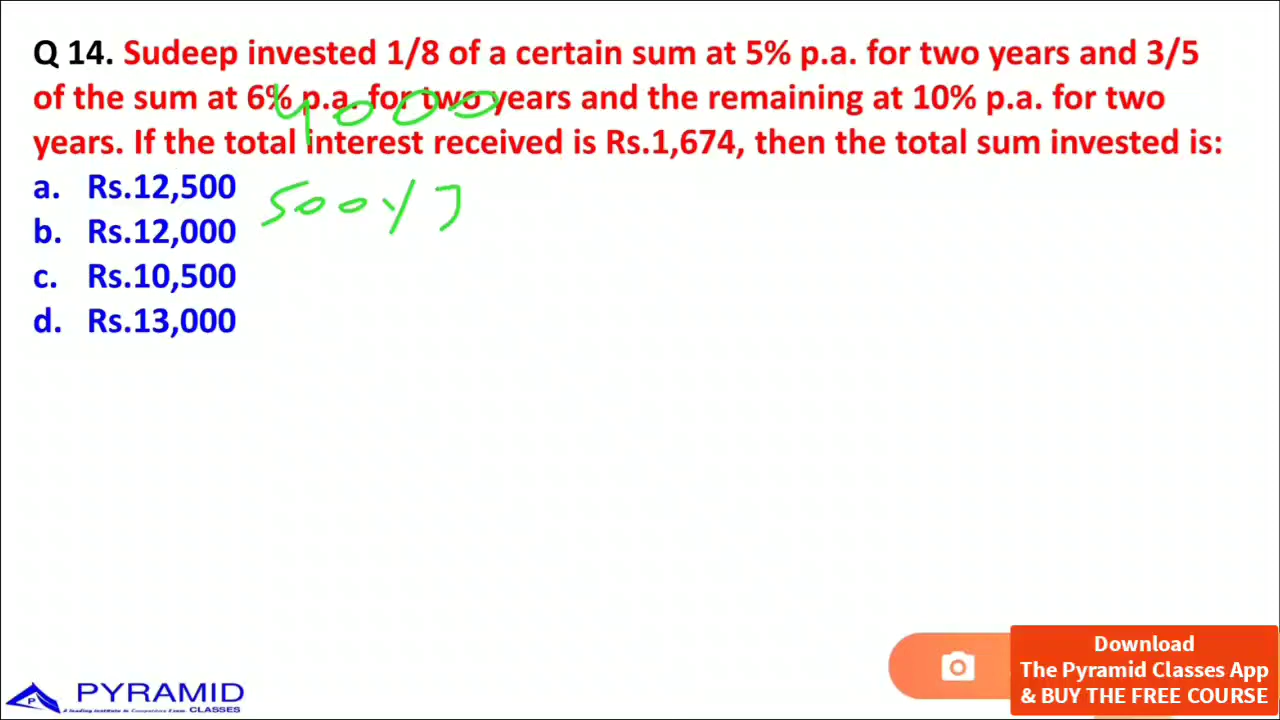 Q 14. Sudeep invested 1/8 of a certain sum at 5% p.a. for two years and 3/5
of the sum at 6% p.a. for two years and the remaining at 10% p.a. for two
4000
years. If the total interest received is Rs.1,674, then the total sum invested is:
a. Rs.12,500
b. Rs.12,000
c. Rs.10,500
d. Rs.13,000
Download
The Pyramid Classes App
& BUY THE FREE COURSE
PYRAMID
CLASSES